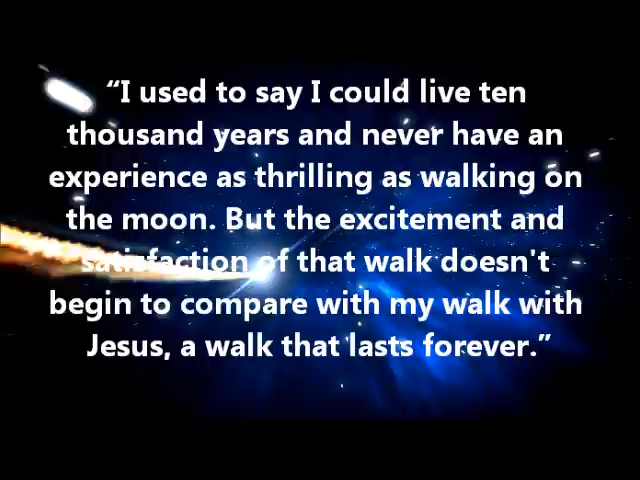 “I used to say I could live ten
thousand years and never have an
experience as thrilling as walking on
the moon. But the excitement and
satisfaction of that walk doesn't
begin to compare with my walk with
Jesus, a walk that lasts forever.”